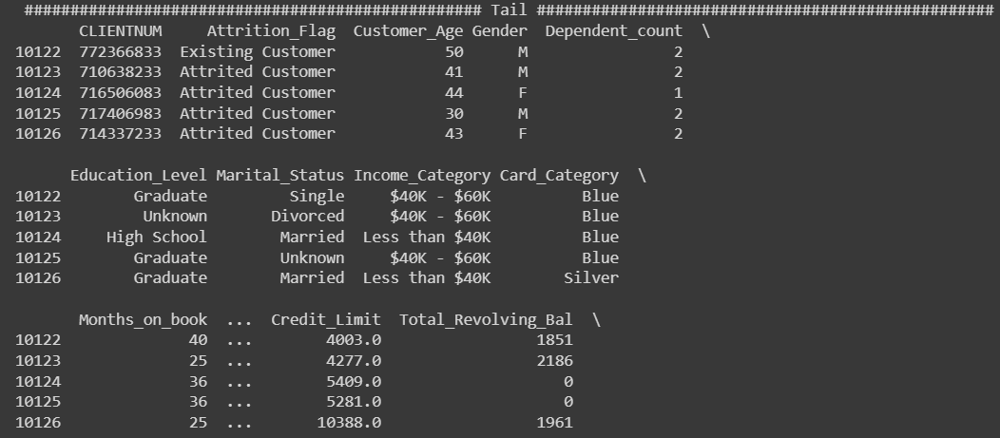 ################################################## Tail ##################################################
CLIENTNUM Attrition_Flag Customer_Age Gender Dependent_count \
10122 772366833 Existing Customer 50 M 2
10123 710638233 Attrited Customer 41 M 2
10124 716506083 Attrited Customer 44 F 1
10125 717406983 Attrited Customer 30 M 2
10126 714337233 Attrited Customer 43 F 2
Education_Level Marital_Status Income_Category Card_Category \
10122 Graduate Single $40K - $60K Blue
10123 Unknown Divorced $40K - $60K Blue
10124 High School Married Less than $40K Blue
10125 Graduate Unknown $40K - $60K Blue
10126 Graduate Married Less than $40K Silver
Months_on_book ... Credit_Limit Total_Revolving_Bal \
10122 40 ... 4003.0 1851
10123 25 ... 4277.0 2186
10124 36 ... 5409.0 0
10125 36 ... 5281.0 0
10126 25 ... 10388.0 1961